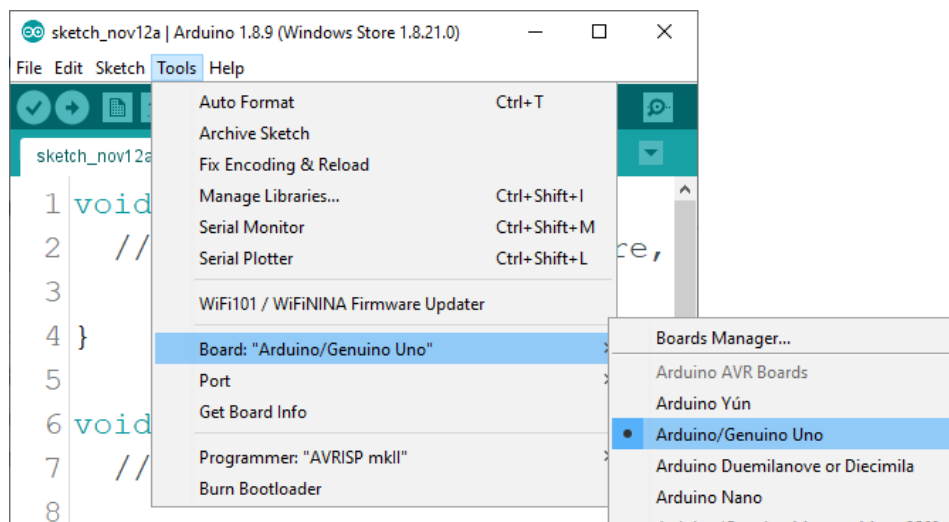 sketch_nov12a | Arduino 1.8.9 (Windows Store 1.8.21.0)
File Edit Sketch Tools Help
sketch_nov12a
Auto Format Ctrl+T
Archive Sketch
Fix Encoding & Reload
Manage Libraries... Ctrl+Shift+I
Serial Monitor Ctrl+Shift+M
Serial Plotter Ctrl+Shift+L
WiFi101 / WiFiNINA Firmware Updater
Board: "Arduino/Genuino Uno"
Port
Get Board Info
Programmer: "AVRISP mkII"
Burn Bootloader
Boards Manager...
Arduino AVR Boards
Arduino Yún
Arduino/Genuino Uno
Arduino Duemilanove or Diecimila
Arduino Nano
1 void
2 // re,
3
4 }
5
6 void
7 //
8